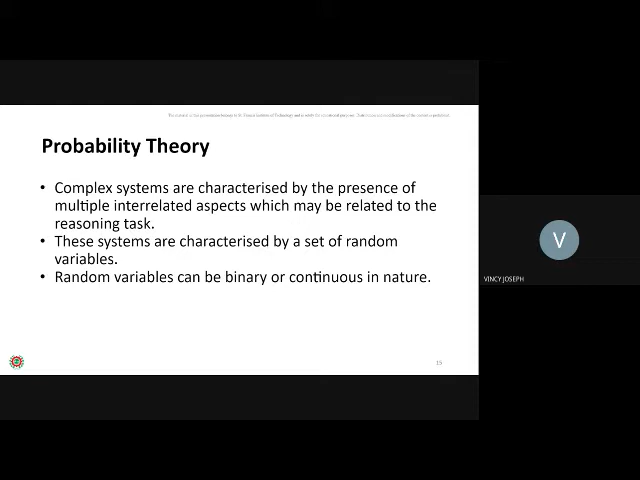 Probability Theory
• Complex systems are characterised by the presence of
multiple interrelated aspects which may be related to the
reasoning task.
• These systems are characterised by a set of random
variables.
• Random variables can be binary or continuous in nature.
15
V
VINCY JOSEPH